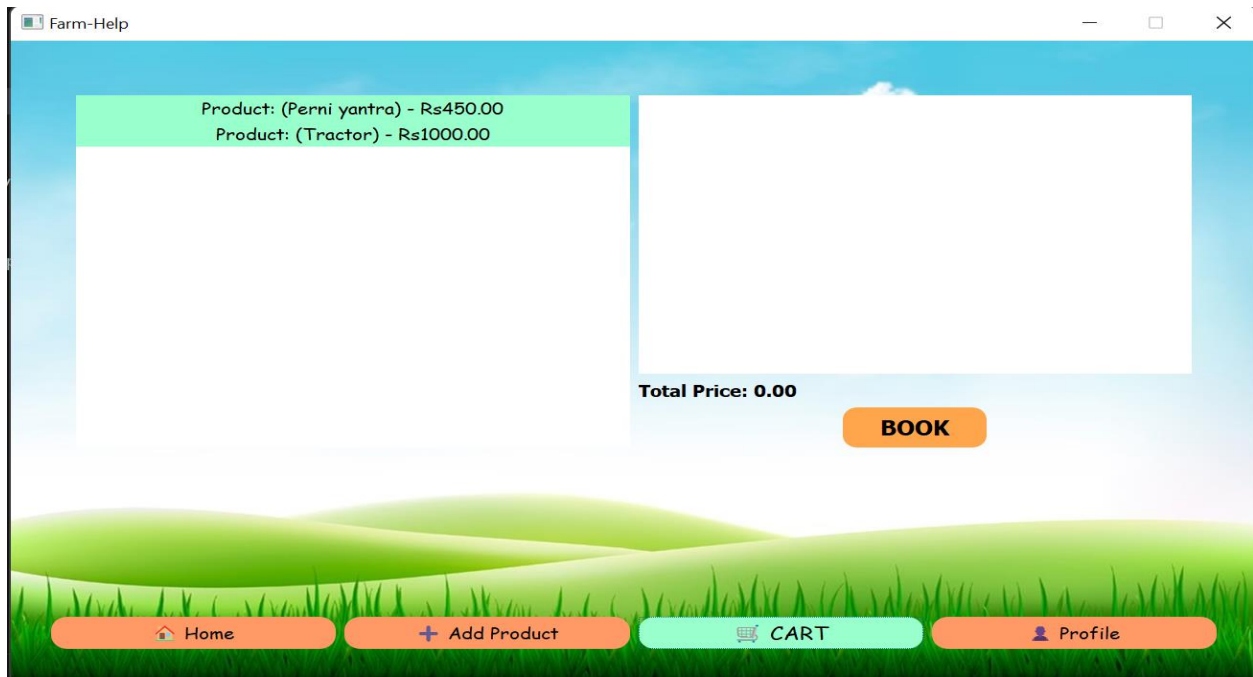 Farm-Help
Product: (Perni yantra) - Rs450.00
Product: (Tractor) - Rs1000.00
Total Price: 0.00
BOOK
Home
Add Product
CART
Profile